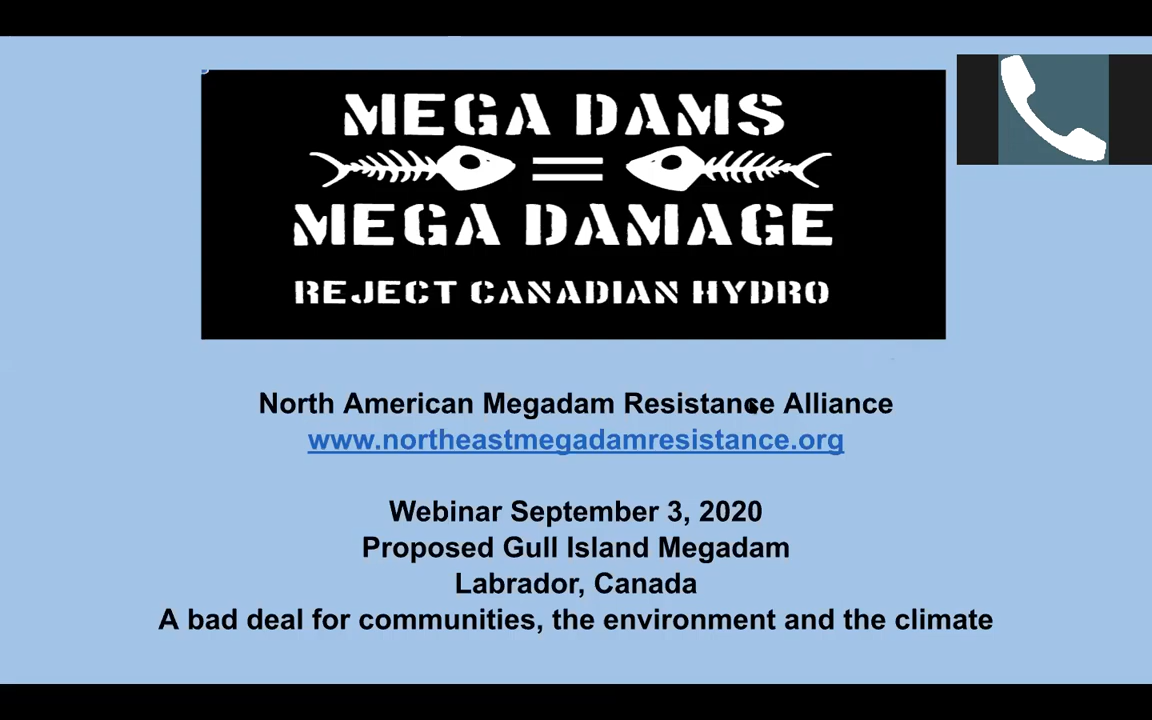 MEGA DAMS
=
MEGA DAMAGE
REJECT CANADIAN HYDRO
North American Megadam Resistance Alliance
www.northeastmegadamresistance.org
Webinar September 3, 2020
Proposed Gull Island Megadam
Labrador, Canada
A bad deal for communities, the environment and the climate